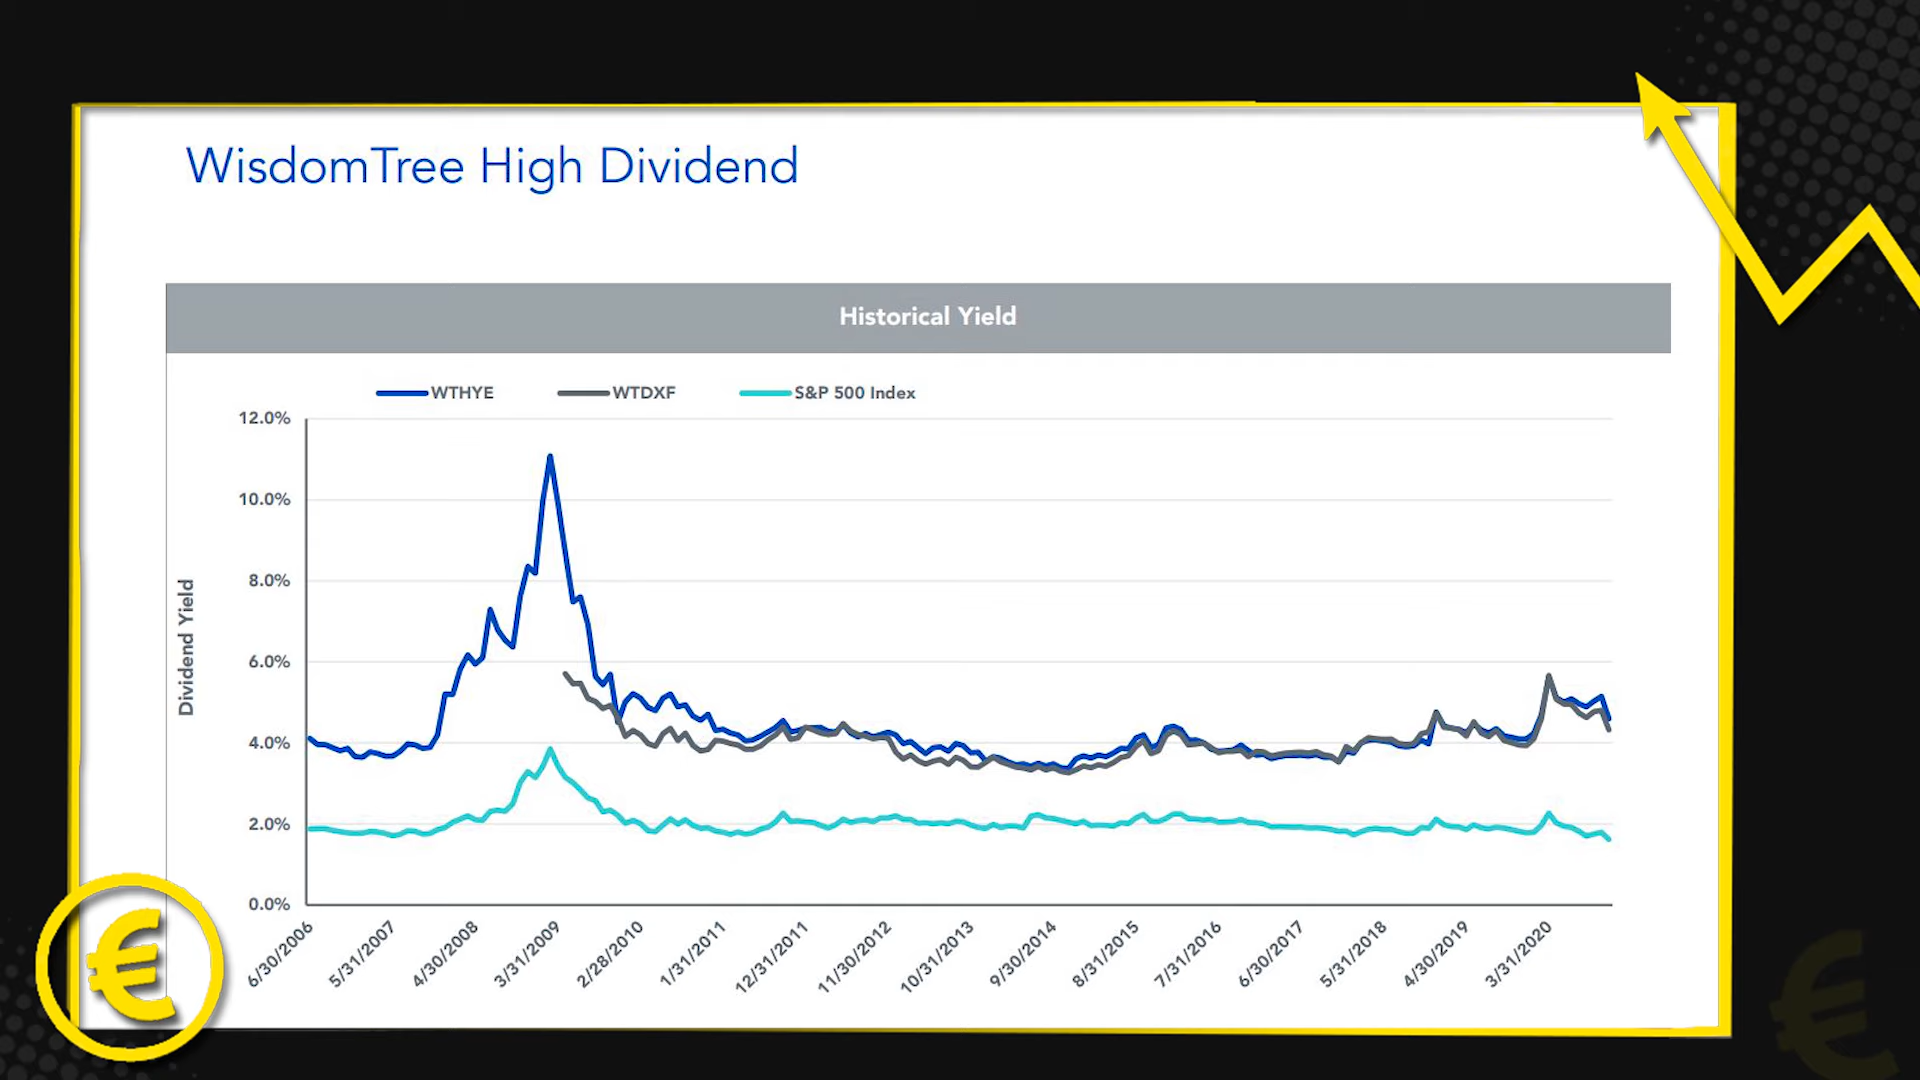 WisdomTree High Dividend
Historical Yield
WTHYE WTDXF S&P 500 Index
12.0%
10.0%
8.0%
6.0%
4.0%
2.0%
0.0%
Dividend Yield
6/30/2006 5/31/2007 4/30/2008 3/31/2009 2/28/2010 1/31/2011 12/31/2011 11/30/2012 10/31/2013 9/30/2014 8/31/2015 7/31/2016 6/30/2017 5/31/2018 4/30/2019 3/31/2020
€
€